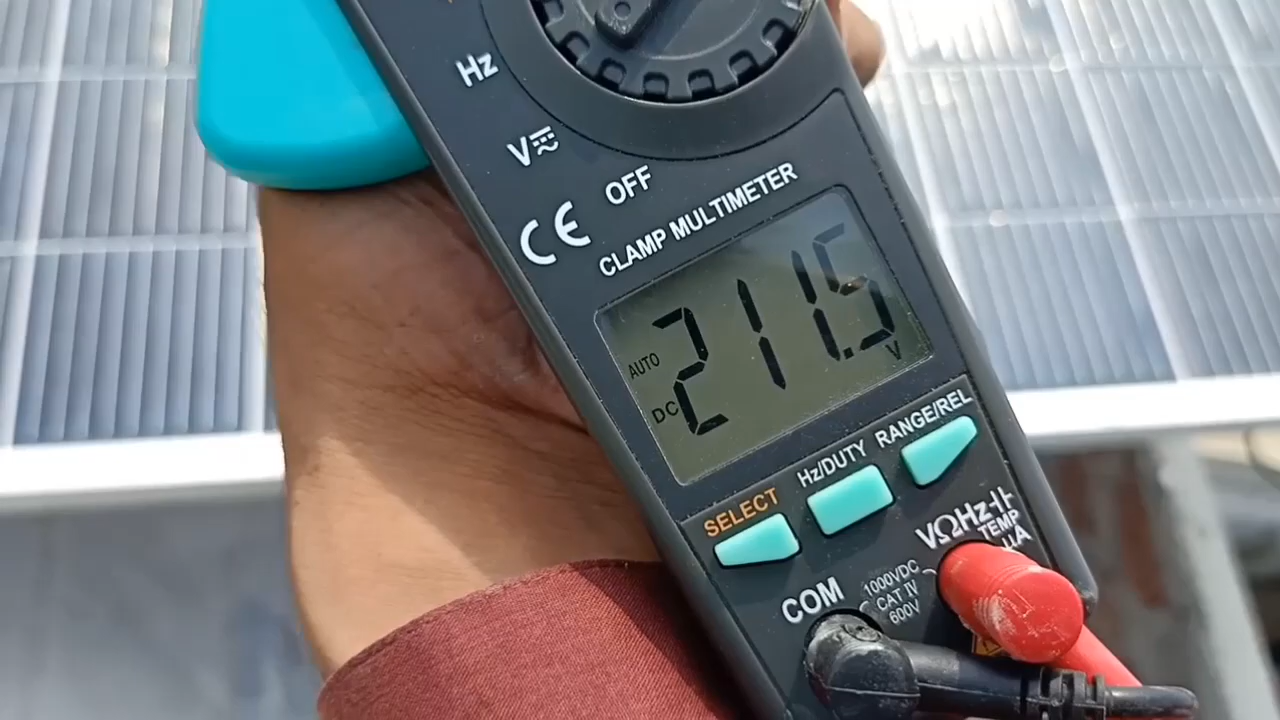 Hz
V⎓~
OFF
CE
CLAMP MULTIMETER
AUTO
DC
211.5
V
SELECT
Hz/DUTY
RANGE/REL
VΩHz⊣⊢
TEMP
µA
COM
1000VDC
CAT IV
600V